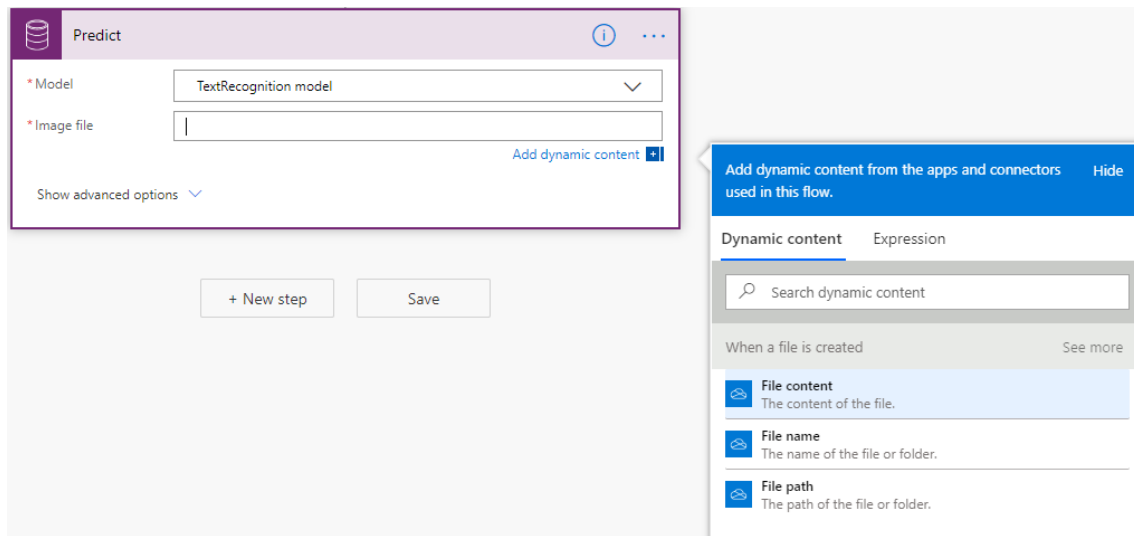 Predict
* Model
TextRecognition model
* Image file
Add dynamic content
Show advanced options
+ New step
Save
Add dynamic content from the apps and connectors
used in this flow.
Hide
Dynamic content
Expression
Search dynamic content
When a file is created
See more
File content
The content of the file.
File name
The name of the file or folder.
File path
The path of the file or folder.